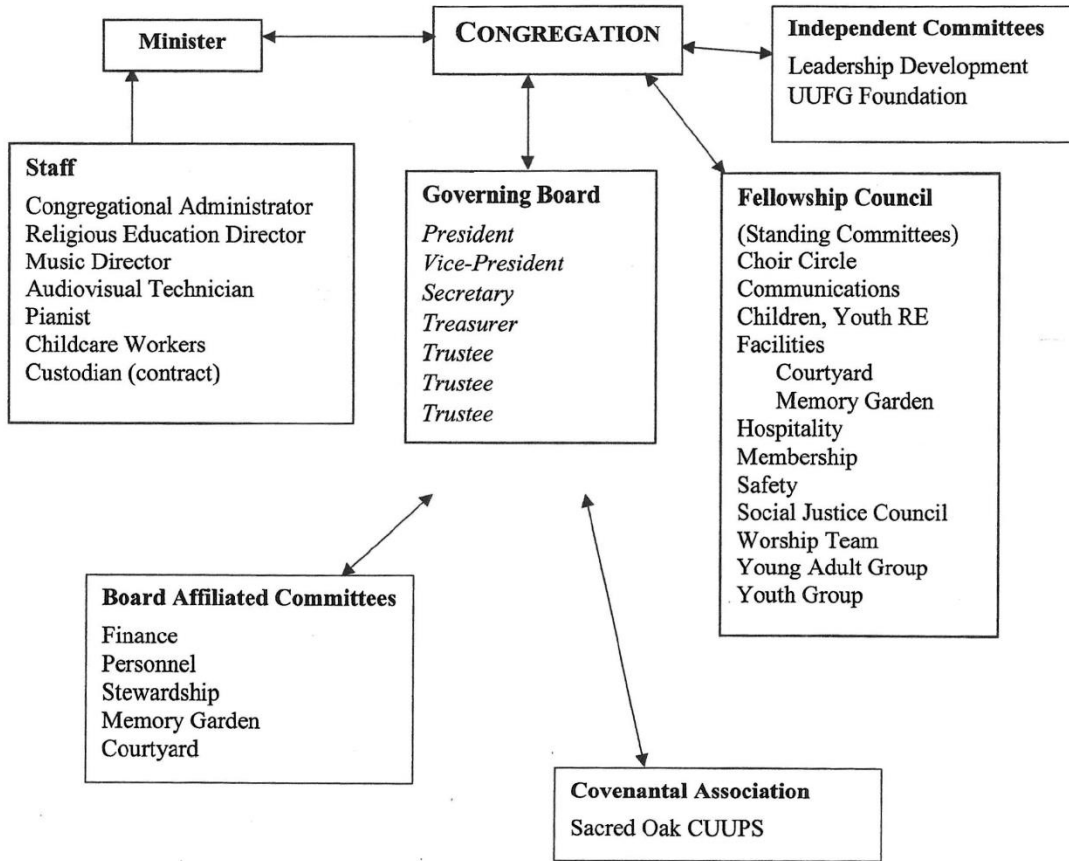 Minister
CONGREGATION
Independent Committees
Leadership Development
UUFG Foundation
Staff
Congregational Administrator
Religious Education Director
Music Director
Audiovisual Technician
Pianist
Childcare Workers
Custodian (contract)
Governing Board
President
Vice-President
Secretary
Treasurer
Trustee
Trustee
Trustee
Fellowship Council
(Standing Committees)
Choir Circle
Communications
Children, Youth RE
Facilities
Courtyard
Memory Garden
Hospitality
Membership
Safety
Social Justice Council
Worship Team
Young Adult Group
Youth Group
Board Affiliated Committees
Finance
Personnel
Stewardship
Memory Garden
Courtyard
Covenantal Association
Sacred Oak CUUPS